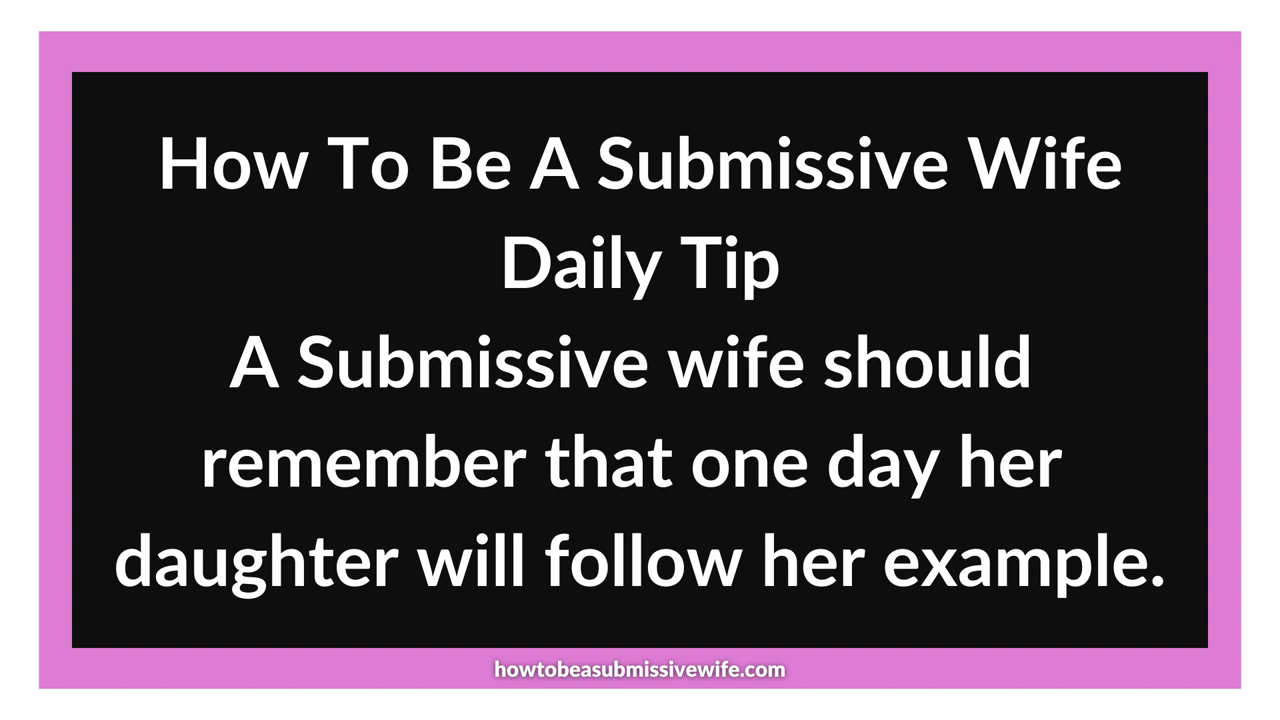 How To Be A Submissive Wife
Daily Tip
A Submissive wife should
remember that one day her
daughter will follow her example.
howtobeasubmissivewife.com